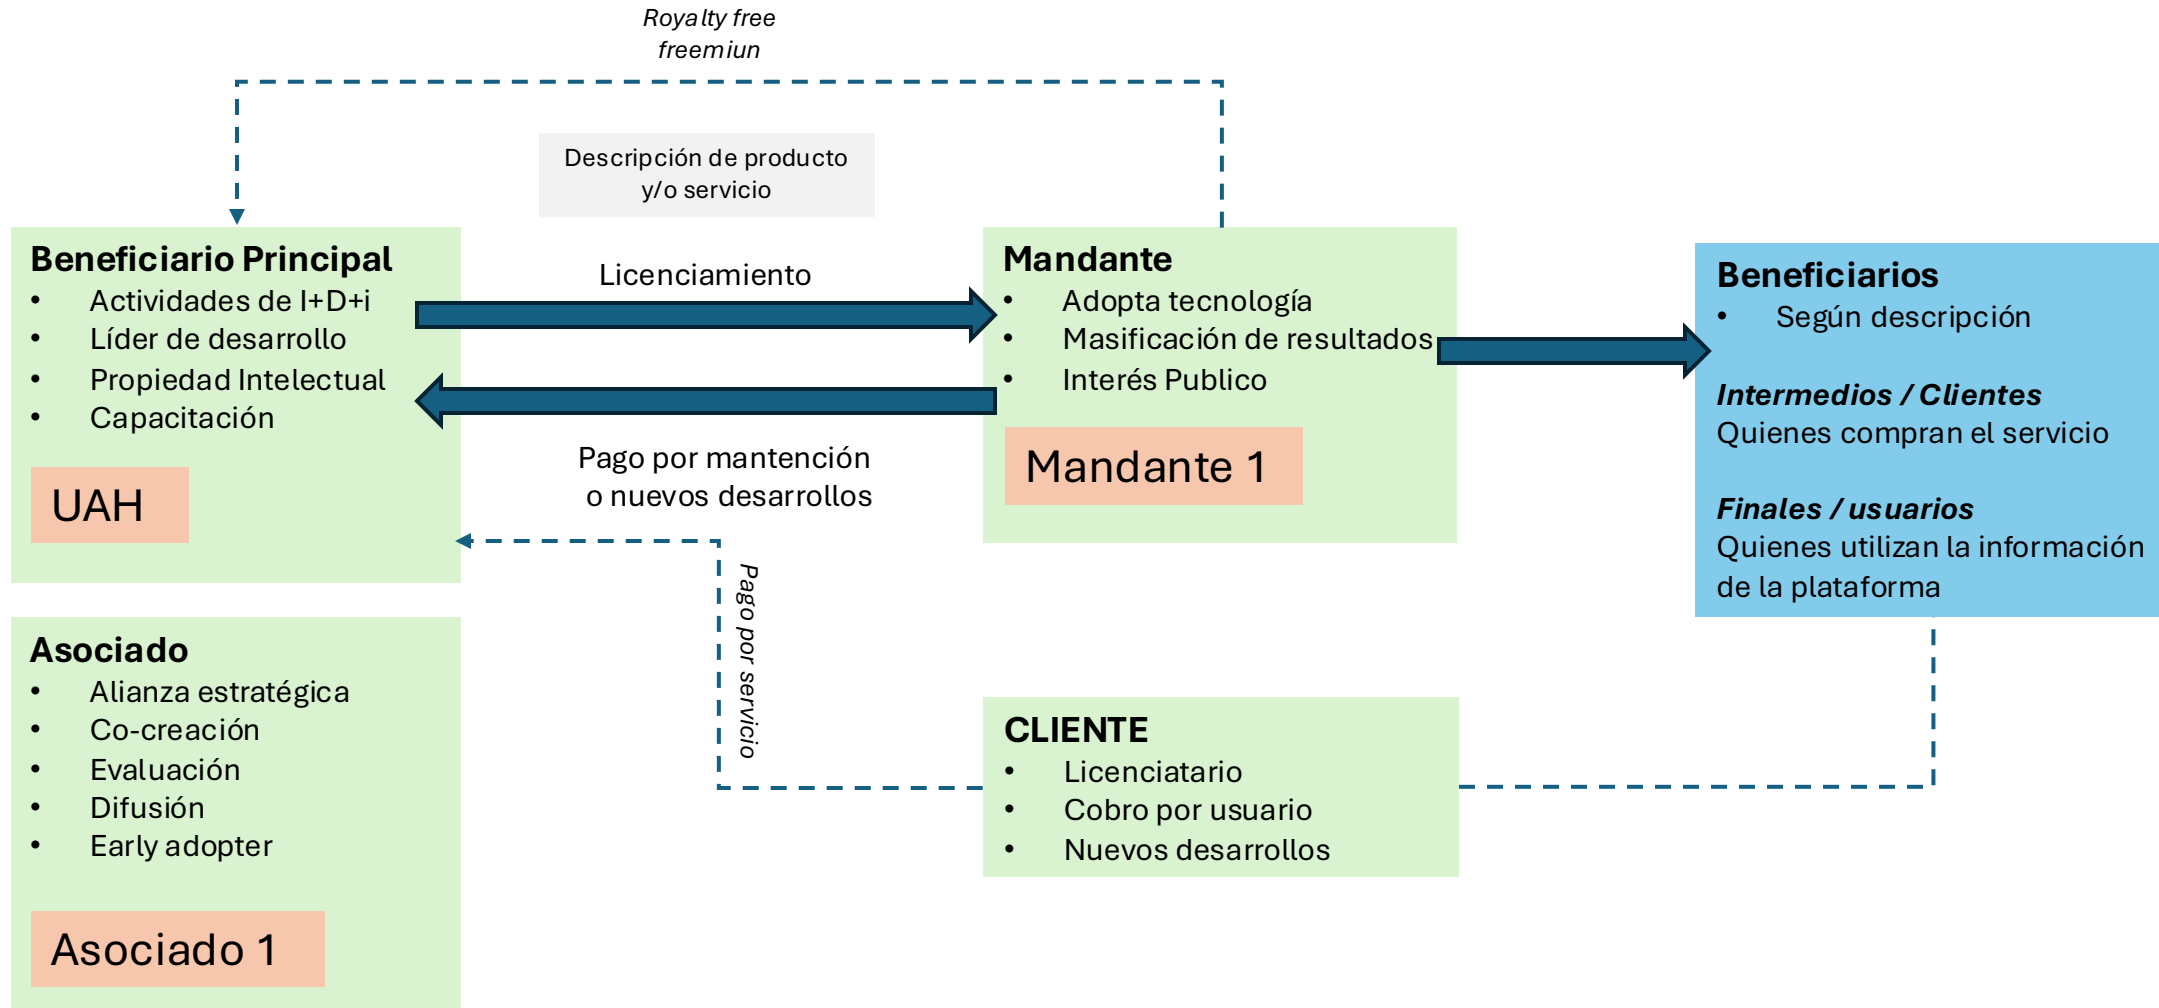 Royalty free
freemiun
Descripción de producto
y/o servicio
Beneficiario Principal
• Actividades de I+D+i
• Líder de desarrollo
• Propiedad Intelectual
• Capacitación
UAH
Licenciamiento
Pago por mantención
o nuevos desarrollos
Mandante
• Adopta tecnología
• Masificación de resultados
• Interés Publico
Mandante 1
Beneficiarios
• Según descripción
Intermedios / Clientes
Quienes compran el servicio
Finales / usuarios
Quienes utilizan la información
de la plataforma
Pago por servicio
Asociado
• Alianza estratégica
• Co-creación
• Evaluación
• Difusión
• Early adopter
Asociado 1
CLIENTE
• Licenciatario
• Cobro por usuario
• Nuevos desarrollos